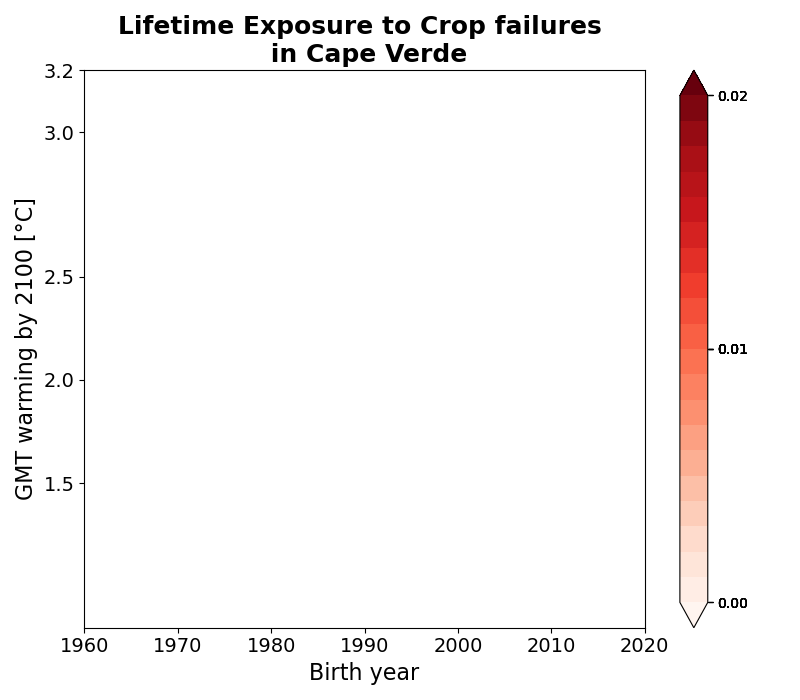 Lifetime Exposure to Crop failures
in Cape Verde
GMT warming by 2100 [°C]
3.2
3.0
2.5
2.0
1.5
1960 1970 1980 1990 2000 2010 2020
Birth year
0.02
0.01
0.00